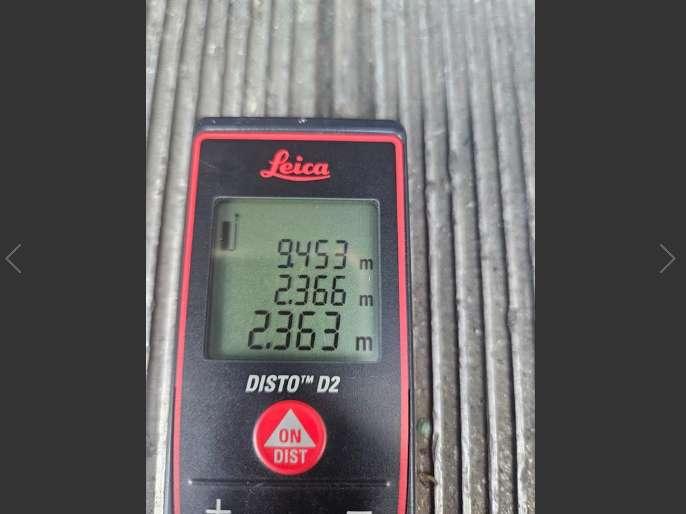 Leica
9.453 m
2.366 m
2.363 m
DISTO™ D2
ON
DIST
+ −